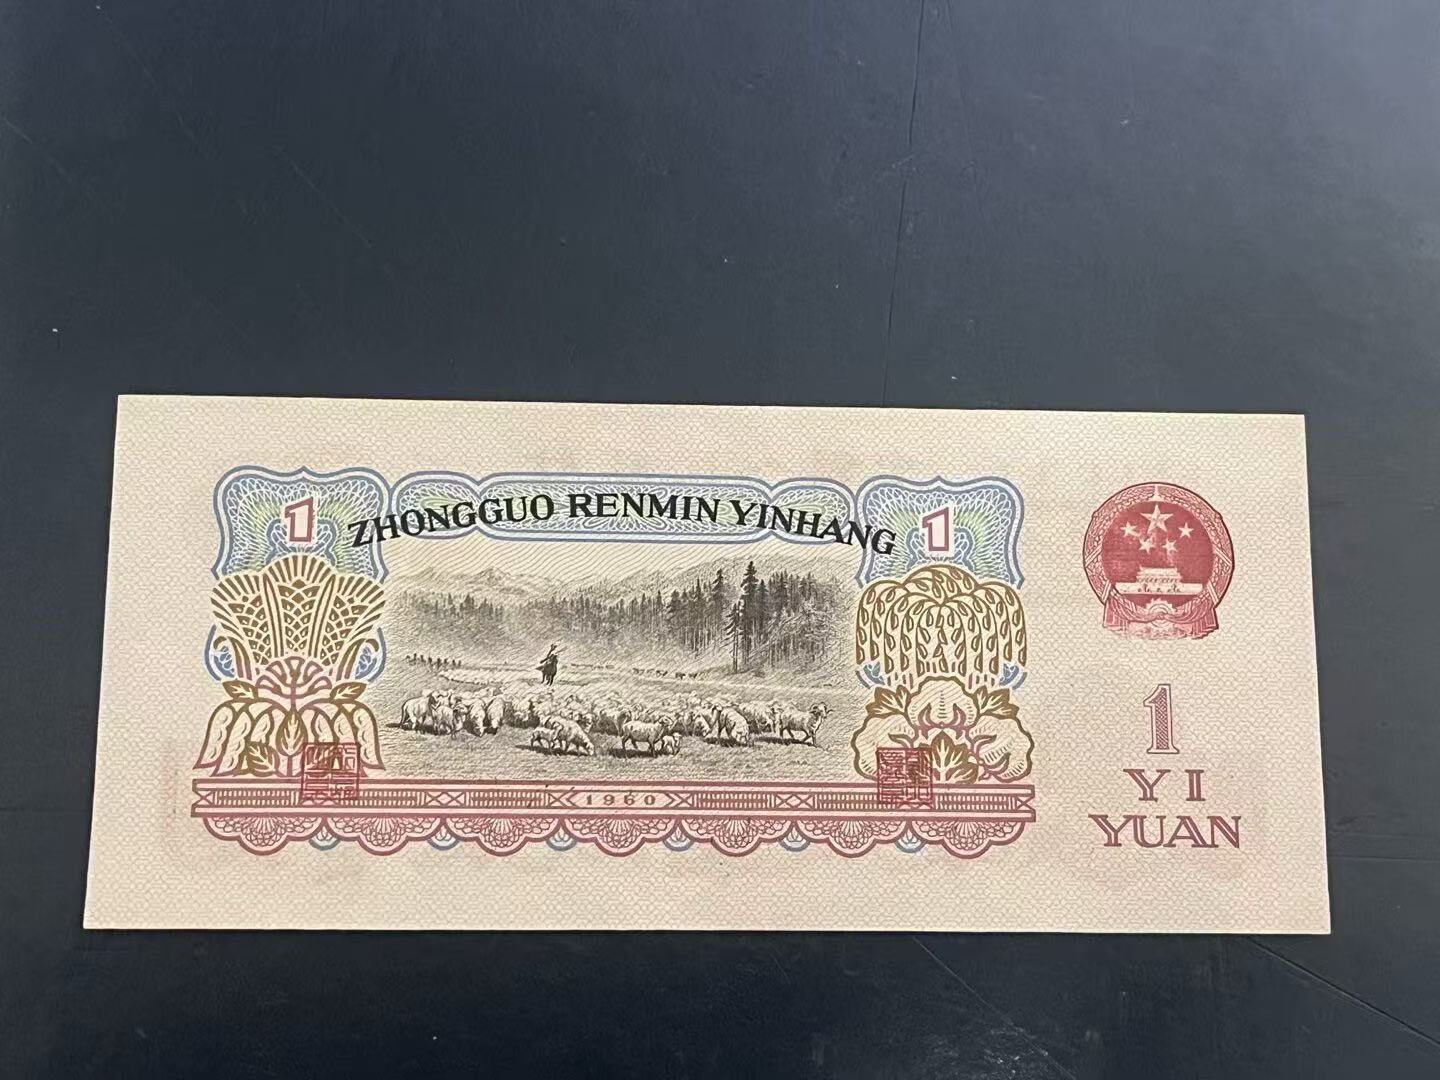 1
ZHONGGUO RENMIN YINHANG
1
1
YI
YUAN
1960